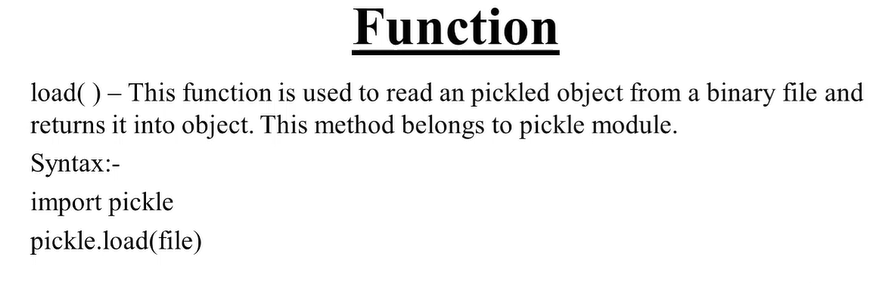 Function
load( ) – This function is used to read an pickled object from a binary file and
returns it into object. This method belongs to pickle module.
Syntax:-
import pickle
pickle.load(file)